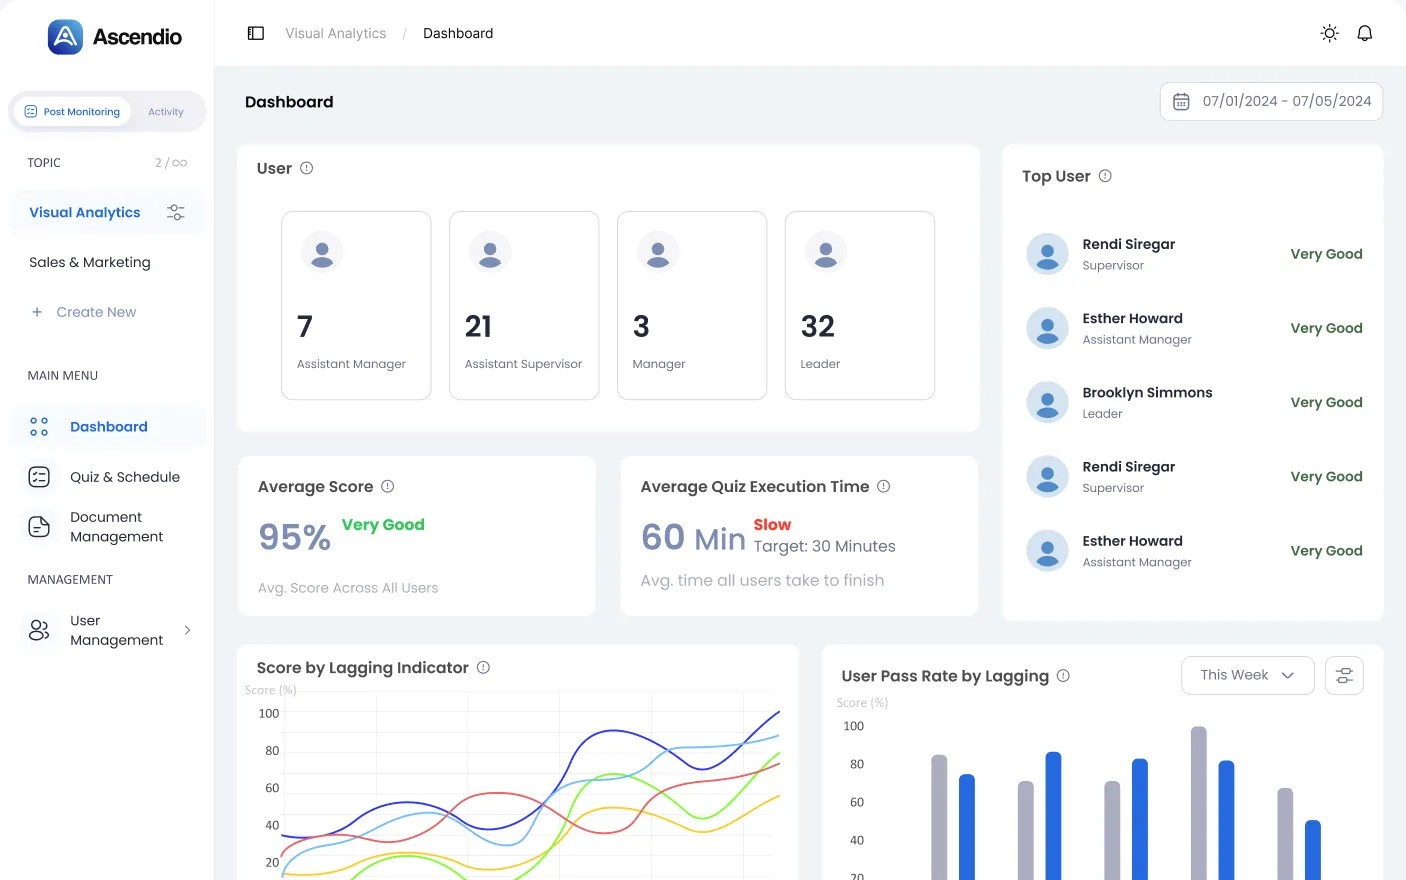 Ascendio
Visual Analytics / Dashboard
Post Monitoring Activity
TOPIC 2 / ∞
Visual Analytics
Sales & Marketing
+ Create New
MAIN MENU
Dashboard
Quiz & Schedule
Document
Management
MANAGEMENT
User
Management
Dashboard
07/01/2024 - 07/05/2024
User
7
Assistant Manager
21
Assistant Supervisor
3
Manager
32
Leader
Top User
Rendi Siregar
Supervisor
Very Good
Esther Howard
Assistant Manager
Very Good
Brooklyn Simmons
Leader
Very Good
Rendi Siregar
Supervisor
Very Good
Esther Howard
Assistant Manager
Very Good
Average Score
95% Very Good
Avg. Score Across All Users
Average Quiz Execution Time
60 Min Slow
Target: 30 Minutes
Avg. time all users take to finish
Score by Lagging Indicator
Score (%)
100
80
60
40
20
User Pass Rate by Lagging
This Week
Score (%)
100
80
60
40
20